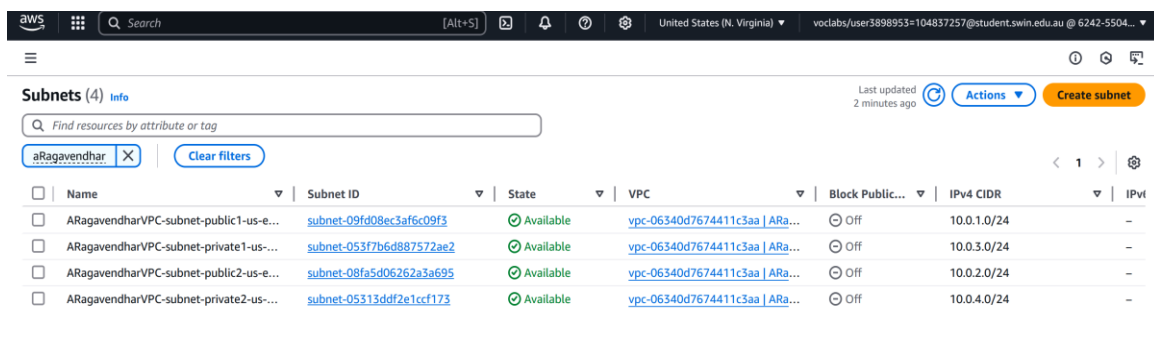 aws Search [Alt+S] United States (N. Virginia) ▼ voclabs/user3898953=104837257@student.swin.edu.au @ 6242-5504... ▼
Subnets (4) Info Last updated 2 minutes ago Actions ▼ Create subnet
Find resources by attribute or tag
aRagavendhar X Clear filters 1
Name Subnet ID State VPC Block Public... IPv4 CIDR IPv6
ARagavendharVPC-subnet-public1-us-e... subnet-09fd08ec3af6c09f3 Available vpc-06340d7674411c3aa | ARa... Off 10.0.1.0/24 –
ARagavendharVPC-subnet-private1-us-... subnet-053f7b6d887572ae2 Available vpc-06340d7674411c3aa | ARa... Off 10.0.3.0/24 –
ARagavendharVPC-subnet-public2-us-e... subnet-08fa5d06262a3a695 Available vpc-06340d7674411c3aa | ARa... Off 10.0.2.0/24 –
ARagavendharVPC-subnet-private2-us-... subnet-05313ddf2e1ccf173 Available vpc-06340d7674411c3aa | ARa... Off 10.0.4.0/24 –